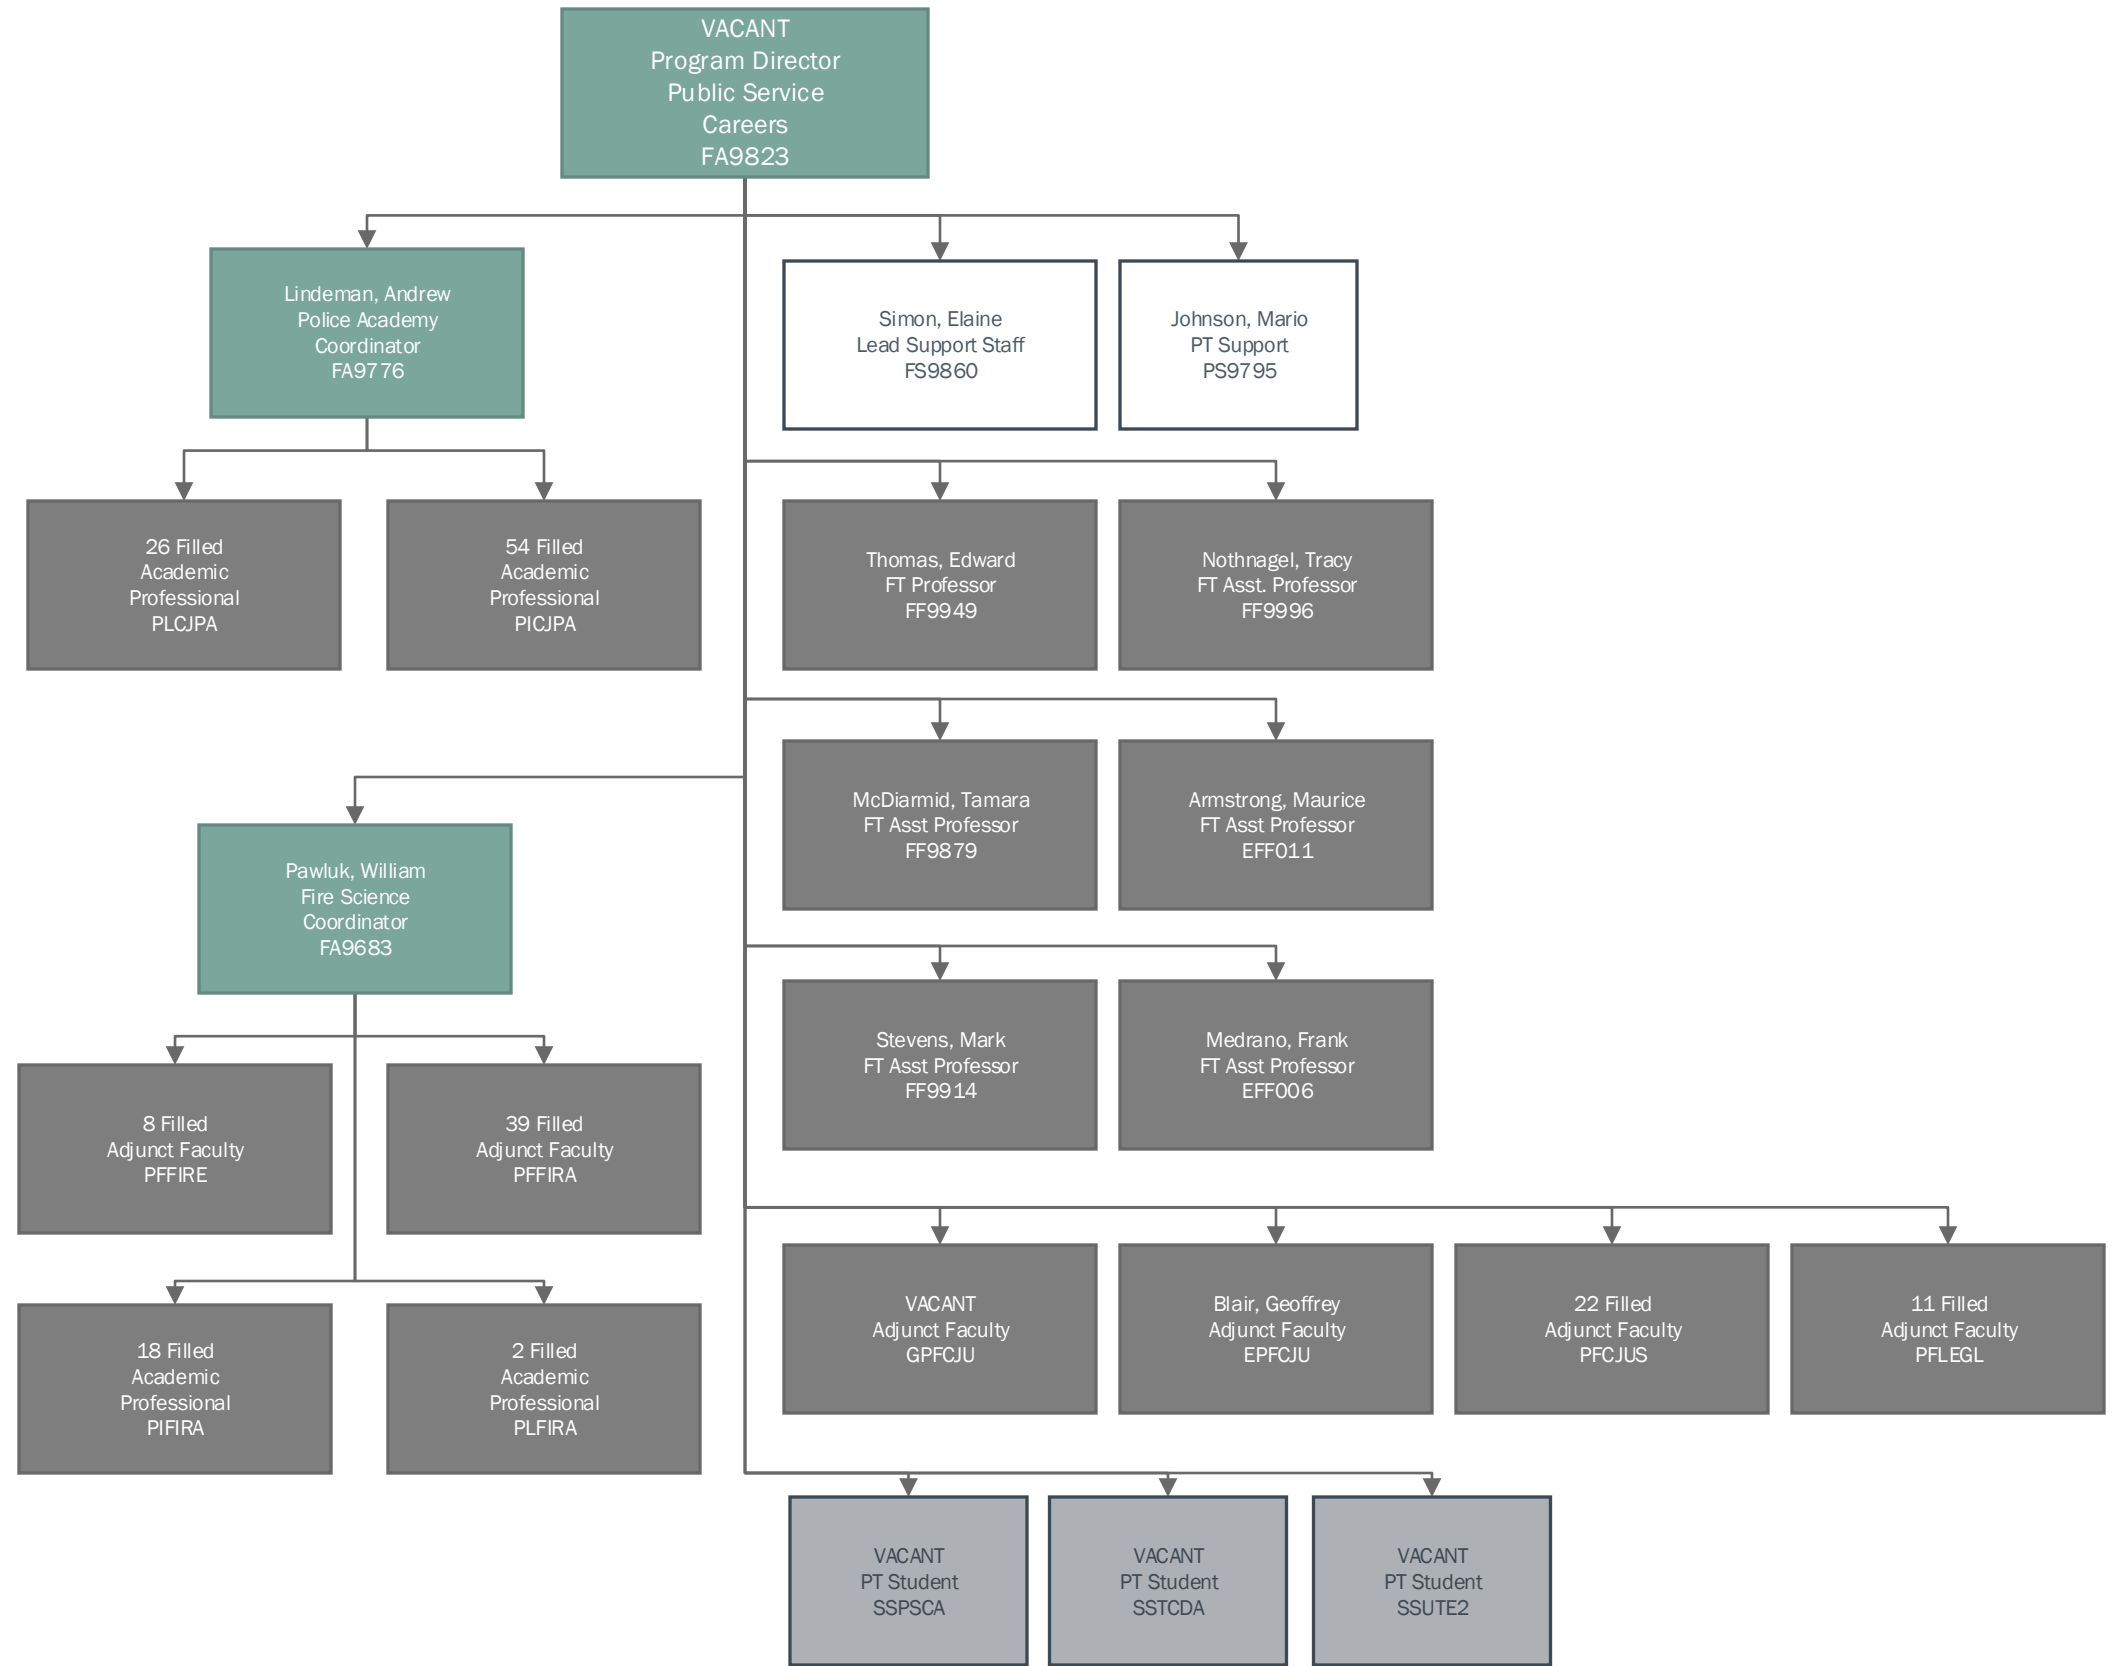 VACANT
Program Director
Public Service
Careers
FA9823
Lindeman, Andrew
Police Academy
Coordinator
FA9776
Simon, Elaine
Lead Support Staff
FS9860
Johnson, Mario
PT Support
PS9795
26 Filled
Academic
Professional
PLCJPA
54 Filled
Academic
Professional
PICJPA
Thomas, Edward
FT Professor
FF9949
Nothnagel, Tracy
FT Asst. Professor
FF9996
McDiarmid, Tamara
FT Asst Professor
FF9879
Armstrong, Maurice
FT Asst Professor
EFF011
Pawluk, William
Fire Science
Coordinator
FA9683
Stevens, Mark
FT Asst Professor
FF9914
Medrano, Frank
FT Asst Professor
EFF006
8 Filled
Adjunct Faculty
PFFIRE
39 Filled
Adjunct Faculty
PFFIRA
18 Filled
Academic
Professional
PIFIRA
2 Filled
Academic
Professional
PLFIRA
VACANT
Adjunct Faculty
GPFCJU
Blair, Geoffrey
Adjunct Faculty
EPFCJU
22 Filled
Adjunct Faculty
PFCJUS
11 Filled
Adjunct Faculty
PFLEGL
VACANT
PT Student
SSPSCA
VACANT
PT Student
SSTCDA
VACANT
PT Student
SSUTE2